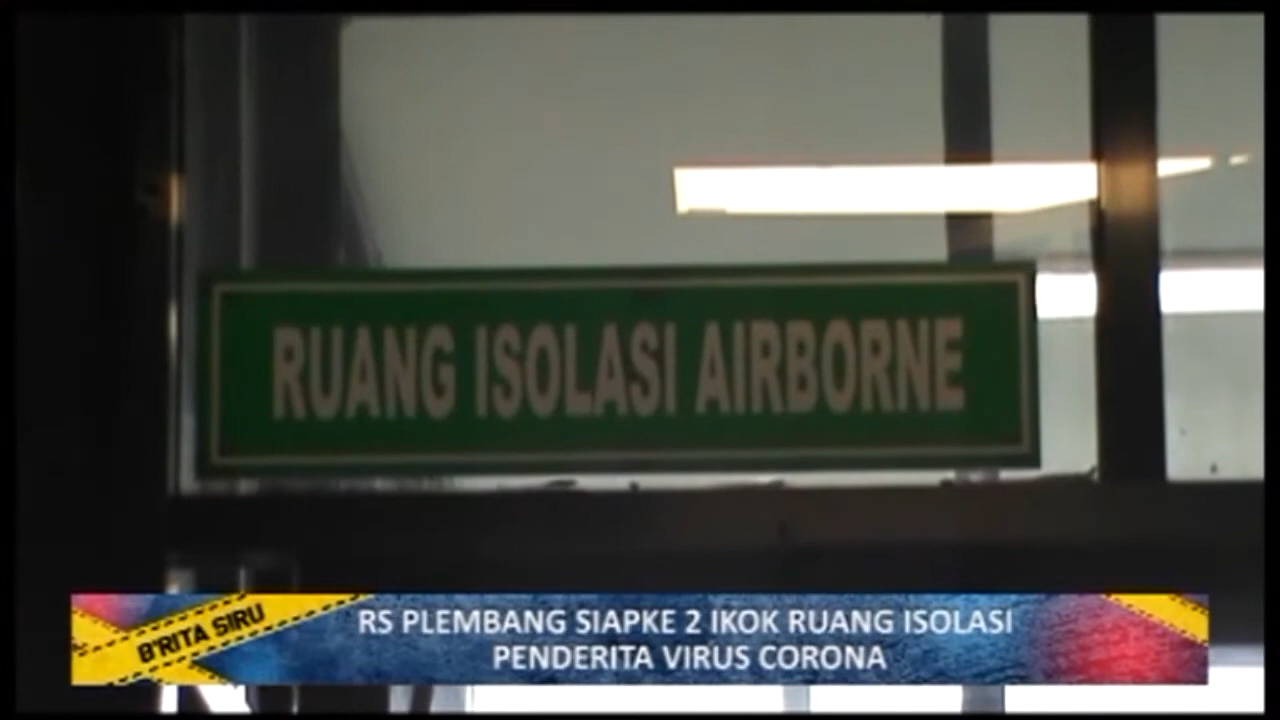 RUANG ISOLASI AIRBORNE
B'RITA SIRU
RS PLEMBANG SIAPKE 2 IKOK RUANG ISOLASI
PENDERITA VIRUS CORONA